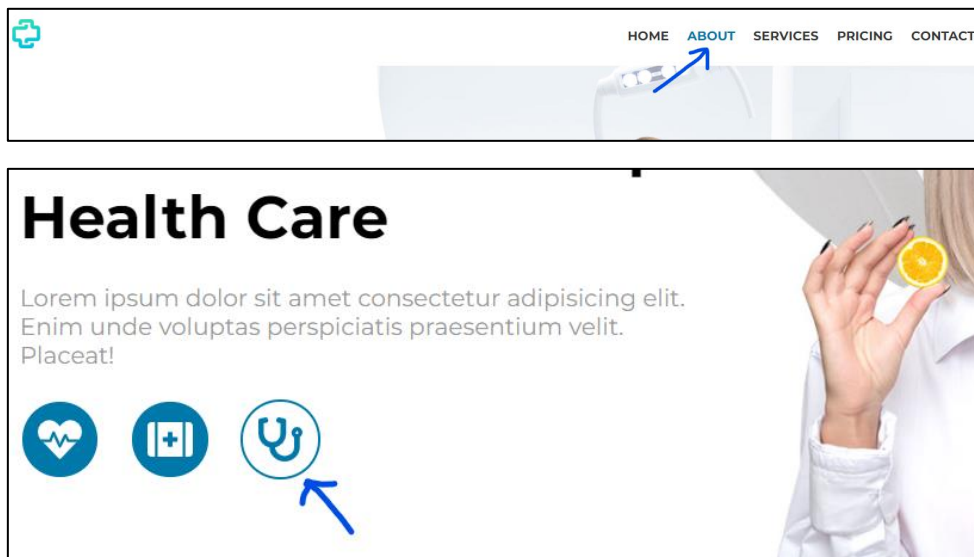 HOME ABOUT SERVICES PRICING CONTACT
Health Care
Lorem ipsum dolor sit amet consectetur adipisicing elit.
Enim unde voluptas perspiciatis praesentium velit.
Placeat!